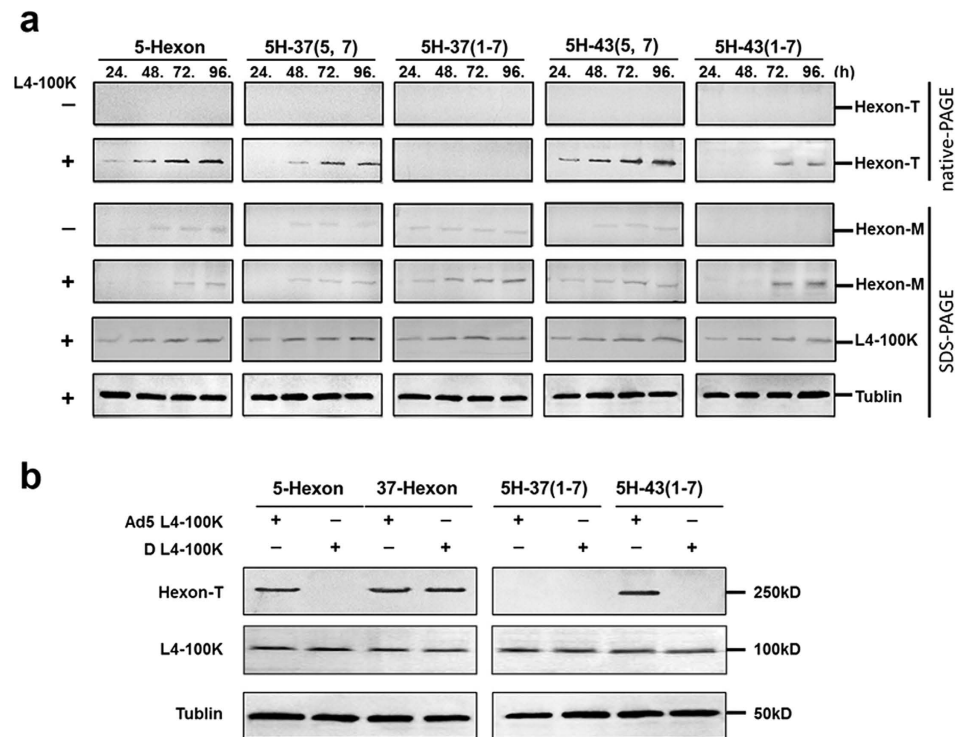 a
5-Hexon 5H-37(5, 7) 5H-37(1-7) 5H-43(5, 7) 5H-43(1-7)
L4-100K 24. 48. 72. 96. 24. 48. 72. 96. 24. 48. 72. 96. 24. 48. 72. 96. 24. 48. 72. 96. (h)
– Hexon-T
+ Hexon-T
native-PAGE
– Hexon-M
+ Hexon-M
+ L4-100K
+ Tublin
SDS-PAGE
b
5-Hexon 37-Hexon 5H-37(1-7) 5H-43(1-7)
Ad5 L4-100K + – + – + – + –
D L4-100K – + – + – + – +
Hexon-T 250kD
L4-100K 100kD
Tublin 50kD